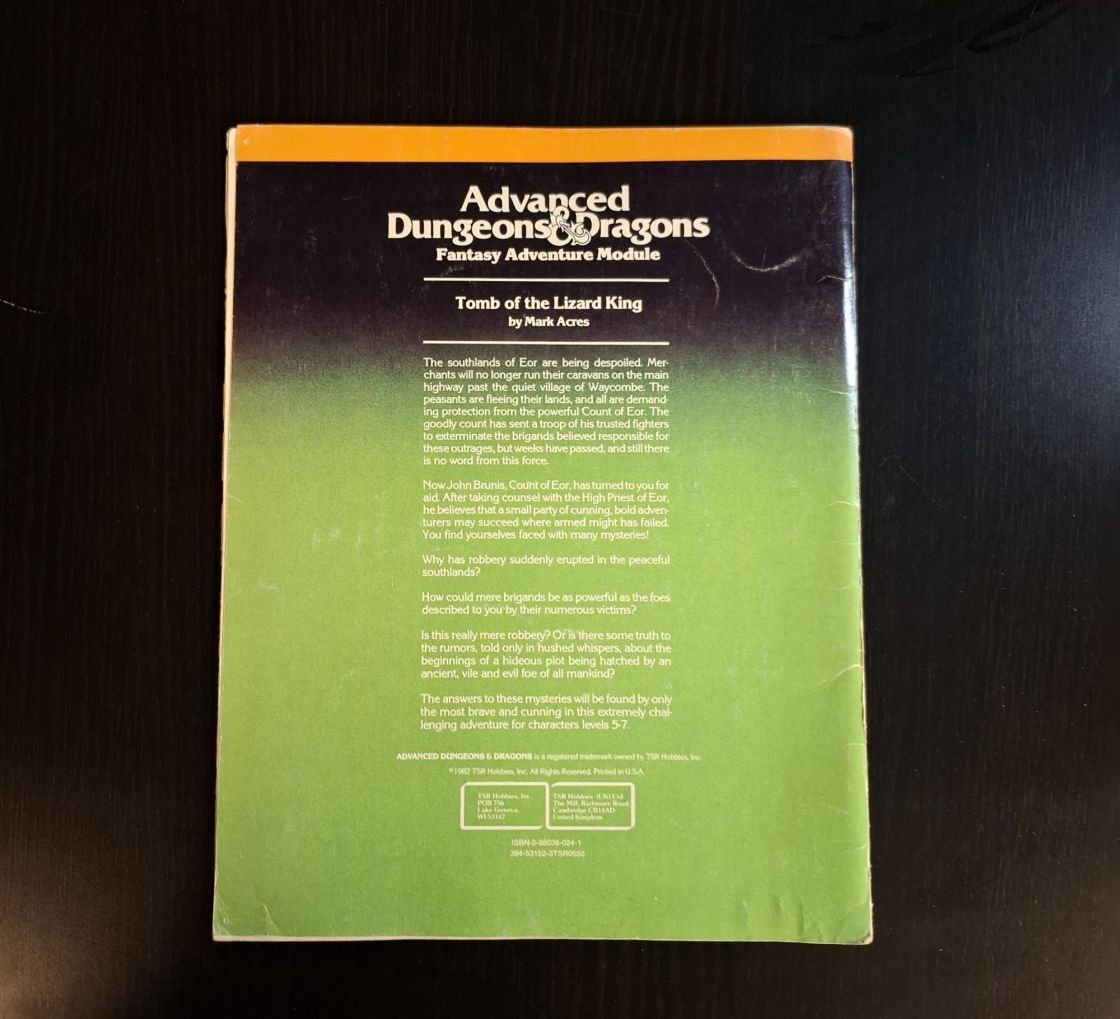 Advanced
Dungeons & Dragons
Fantasy Adventure Module
Tomb of the Lizard King
by Mark Acres
The southlands of Eor are being despoiled. Mer-
chants will no longer run their caravans on the main
highway past the quiet village of Waycombe. The
peasants are fleeing their lands, and all are demand-
ing protection from the powerful Count of Eor. The
goodly count has sent a troop of his trusted fighters
to exterminate the brigands believed responsible for
these outrages, but weeks have passed, and still there
is no word from this force.
Now John Brunis, Count of Eor, has turned to you for
aid. After taking counsel with the High Priest of Eor,
he believes that a small party of cunning, bold adven-
turers may succeed where armed might has failed.
You find yourselves faced with many mysteries!
Why has robbery suddenly erupted in the peaceful
southlands?
How could mere brigands be as powerful as the foes
described to you by their numerous victims?
Is this really mere robbery? Or is there some truth to
the rumors, told only in hushed whispers, about the
beginnings of a hideous plot being hatched by an
ancient, vile and evil foe of all mankind?
The answers to these mysteries will be found by only
the most brave and cunning in this extremely chal-
lenging adventure for characters levels 5-7.
ADVANCED DUNGEONS & DRAGONS is a registered trademark owned by TSR Hobbies, Inc.
©1982 TSR Hobbies, Inc. All Rights Reserved. Printed in U.S.A.
TSR Hobbies, Inc.
POB 756
Lake Geneva,
WI 53147
TSR Hobbies (UK) Ltd.
The Mill, Rathmore Road
Cambridge CB14AD
United Kingdom
ISBN 0-88038-024-1
394-53152-3TSR0550